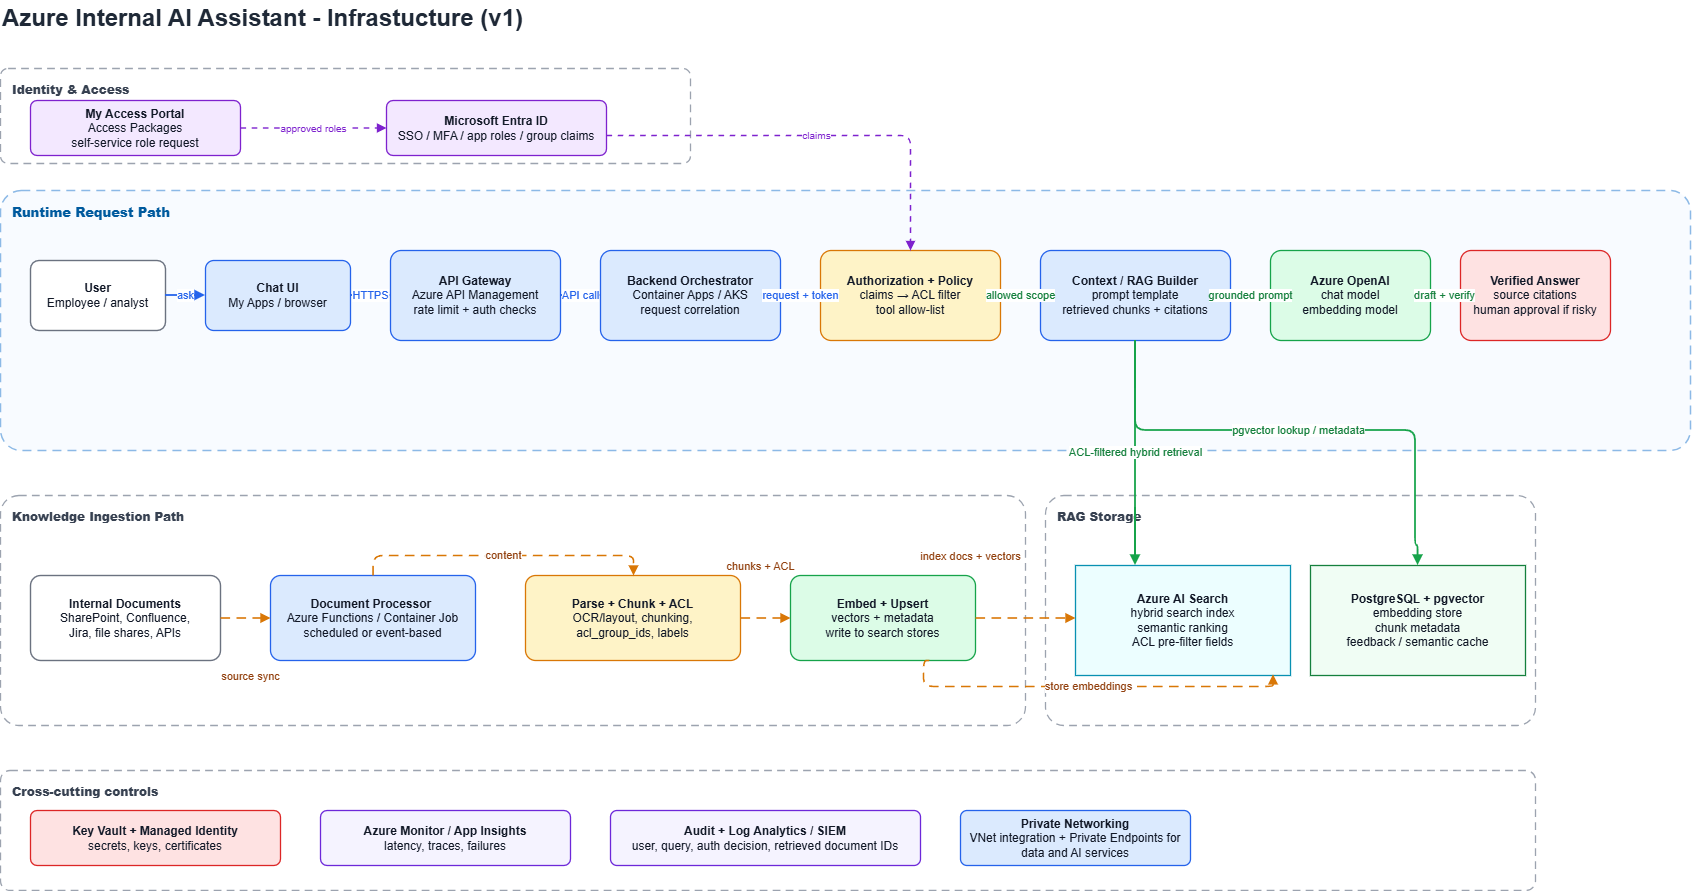 Azure Internal AI Assistant - Infrastucture (v1)
Identity & Access
My Access Portal
Access Packages
self-service role request
approved roles
Microsoft Entra ID
SSO / MFA / app roles / group claims
claims
Runtime Request Path
User
Employee / analyst
ask
Chat UI
My Apps / browser
HTTPS
API Gateway
Azure API Management
rate limit + auth checks
API call
Backend Orchestrator
Container Apps / AKS
request correlation
request + token
Authorization + Policy
claims → ACL filter
tool allow-list
allowed scope
Context / RAG Builder
prompt template
retrieved chunks + citations
grounded prompt
Azure OpenAI
chat model
embedding model
draft + verify
Verified Answer
source citations
human approval if risky
pgvector lookup / metadata
ACL-filtered hybrid retrieval
Knowledge Ingestion Path
Internal Documents
SharePoint, Confluence,
Jira, file shares, APIs
source sync
Document Processor
Azure Functions / Container Job
scheduled or event-based
content
Parse + Chunk + ACL
OCR/layout, chunking,
acl_group_ids, labels
chunks + ACL
Embed + Upsert
vectors + metadata
write to search stores
index docs + vectors
store embeddings
RAG Storage
Azure AI Search
hybrid search index
semantic ranking
ACL pre-filter fields
PostgreSQL + pgvector
embedding store
chunk metadata
feedback / semantic cache
Cross-cutting controls
Key Vault + Managed Identity
secrets, keys, certificates
Azure Monitor / App Insights
latency, traces, failures
Audit + Log Analytics / SIEM
user, query, auth decision, retrieved document IDs
Private Networking
VNet integration + Private Endpoints for
data and AI services